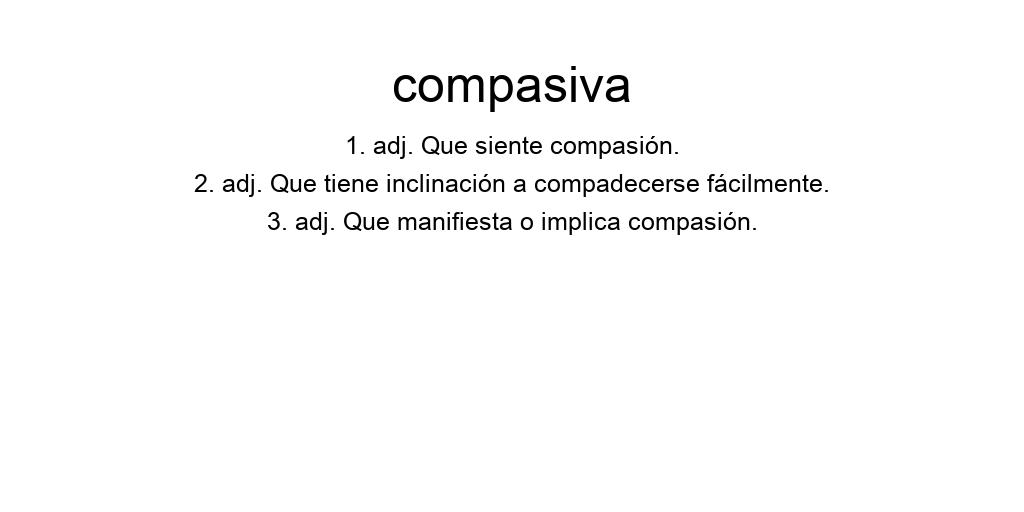 compasiva
1. adj. Que siente compasión.
2. adj. Que tiene inclinación a compadecerse fácilmente.
3. adj. Que manifiesta o implica compasión.